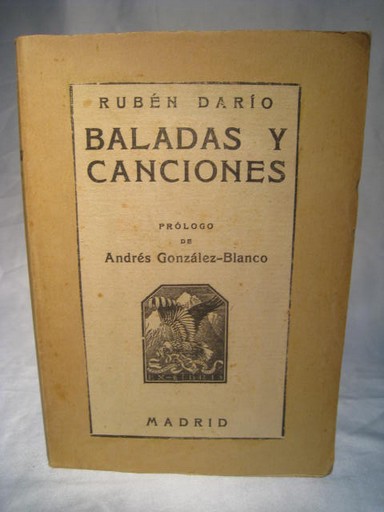 RUBÉN DARÍO
BALADAS Y
CANCIONES
PRÓLOGO
DE
Andrés González-Blanco
MADRID